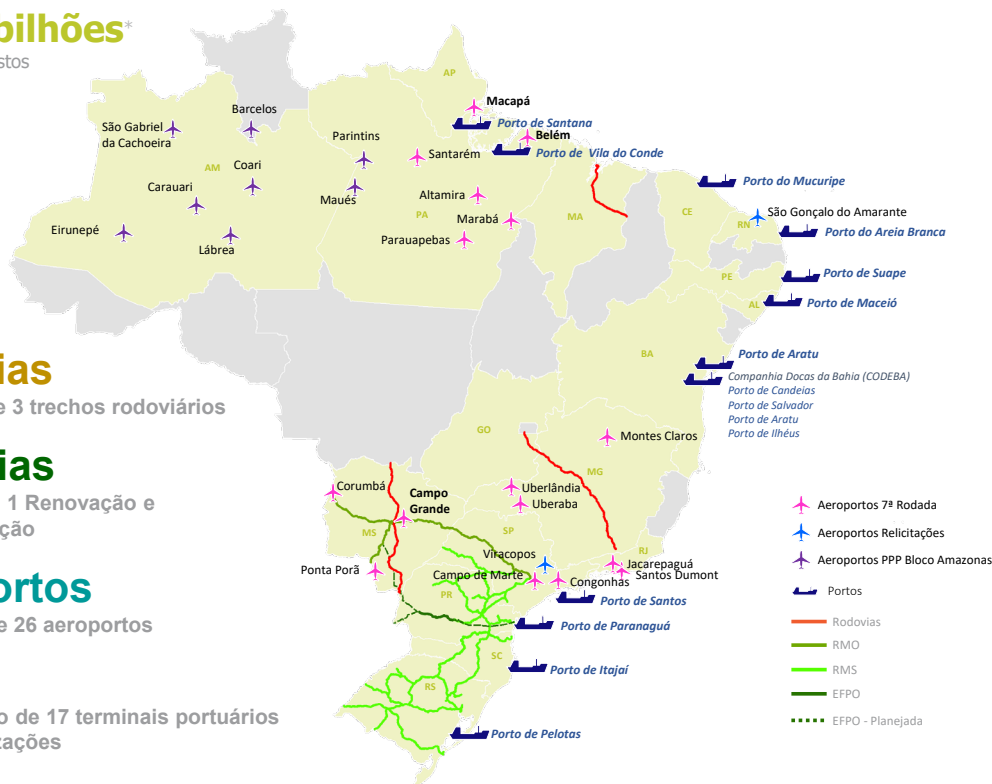 bilhões*
stos
AP
Macapá
Porto de Santana
Barcelos
São Gabriel
da Cachoeira
Parintins
Belém
Porto de Vila do Conde
Santarém
Coari
AM
Carauari
Maués
Altamira
PA
Marabá
MA
Porto do Mucuripe
CE
RN
São Gonçalo do Amarante
Porto do Areia Branca
Eirunepé
Lábrea
Parauapebas
PE
Porto de Suape
AL
Porto de Maceió
BA
Porto de Aratu
Companhia Docas da Bahia (CODEBA)
Porto de Candeias
Porto de Salvador
Porto de Aratu
Porto de Ilhéus
ias
e 3 trechos rodoviários
GO
Montes Claros
ias
1 Renovação e
ção
MG
Corumbá
Campo
Grande
Uberlândia
Uberaba
MS
SP
RJ
Viracopos
Jacarepaguá
Santos Dumont
Ponta Porã
Campo de Marte
Congonhas
PR
Porto de Santos
ortos
e 26 aeroportos
Porto de Paranaguá
SC
Porto de Itajaí
RS
Porto de Pelotas
o de 17 terminais portuários
zações
Aeroportos 7ª Rodada
Aeroportos Relicitações
Aeroportos PPP Bloco Amazonas
Portos
Rodovias
RMO
RMS
EFPO
EFPO - Planejada